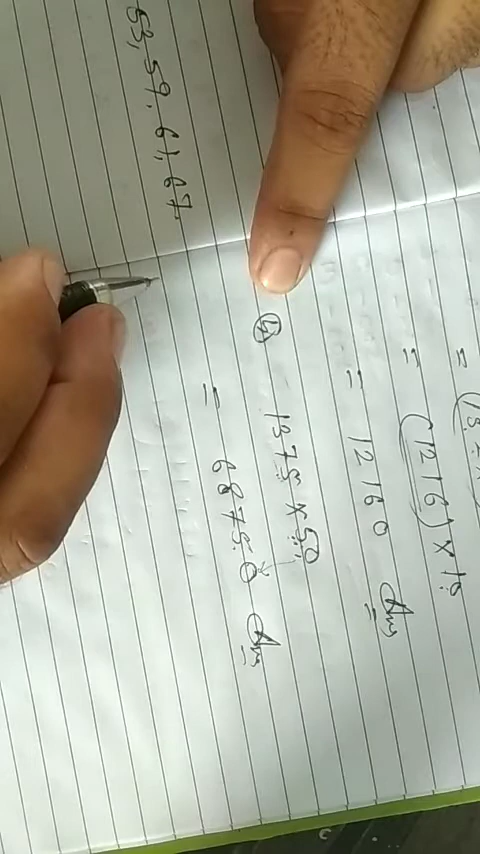 = (1216) × 10
= 12160 Ans
1375 × 50
= 68750 Ans
53, 59, 61, 67